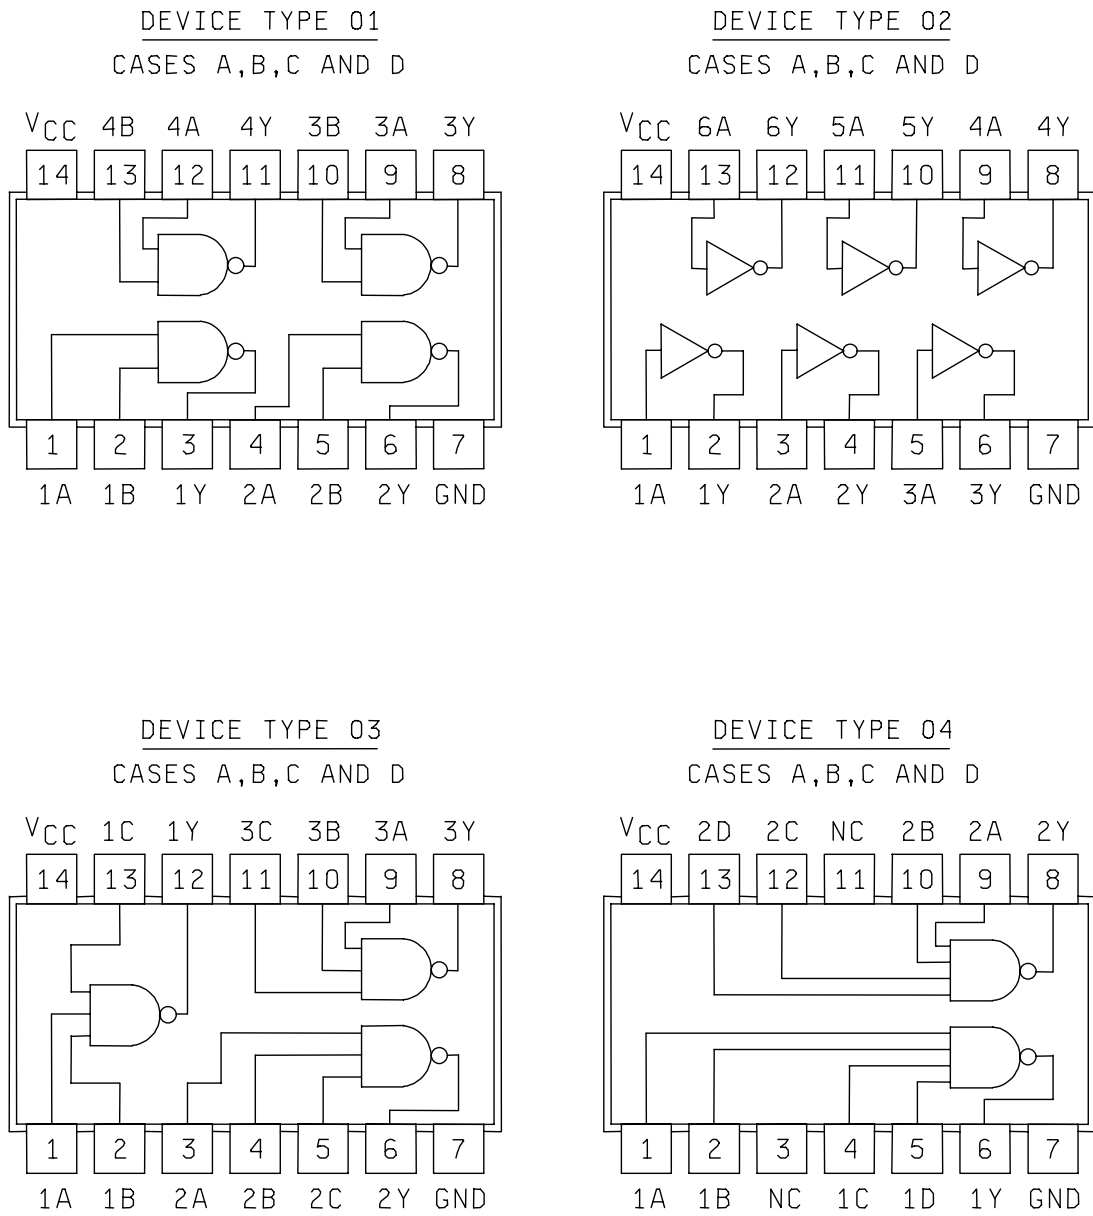 DEVICE TYPE 01
CASES A,B,C AND D
VCC 4B 4A 4Y 3B 3A 3Y
14 13 12 11 10 9 8
1 2 3 4 5 6 7
1A 1B 1Y 2A 2B 2Y GND
DEVICE TYPE 02
CASES A,B,C AND D
VCC 6A 6Y 5A 5Y 4A 4Y
14 13 12 11 10 9 8
1 2 3 4 5 6 7
1A 1Y 2A 2Y 3A 3Y GND
DEVICE TYPE 03
CASES A,B,C AND D
VCC 1C 1Y 3C 3B 3A 3Y
14 13 12 11 10 9 8
1 2 3 4 5 6 7
1A 1B 2A 2B 2C 2Y GND
DEVICE TYPE 04
CASES A,B,C AND D
VCC 2D 2C NC 2B 2A 2Y
14 13 12 11 10 9 8
1 2 3 4 5 6 7
1A 1B NC 1C 1D 1Y GND